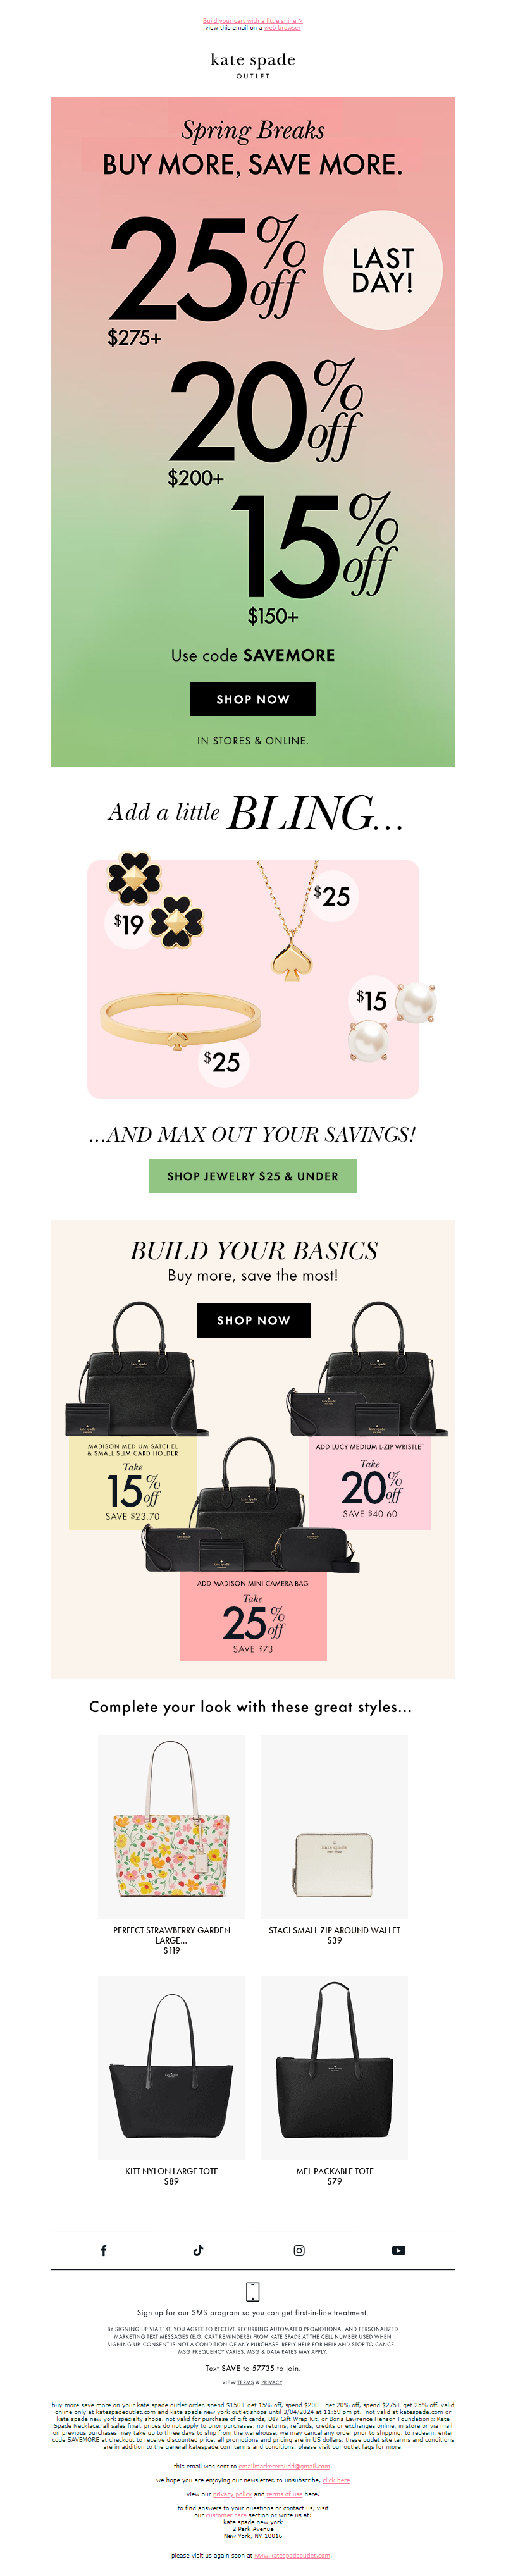 Build your cart with a little shine >
view this email on a web browser
kate spade
OUTLET
Spring Breaks
BUY MORE, SAVE MORE.
25% off
LAST
DAY!
$275+
20% off
$200+
15% off
$150+
Use code SAVEMORE
SHOP NOW
IN STORES & ONLINE.
Add a little BLING...
$19
$25
$15
$25
...AND MAX OUT YOUR SAVINGS!
SHOP JEWELRY $25 & UNDER
BUILD YOUR BASICS
Buy more, save the most!
SHOP NOW
MADISON MEDIUM SATCHEL
& SMALL SLIM CARD HOLDER
Take
15% off
SAVE $23.70
ADD LUCY MEDIUM L-ZIP WRISTLET
Take
20% off
SAVE $40.60
ADD MADISON MINI CAMERA BAG
Take
25% off
SAVE $73
Complete your look with these great styles...
PERFECT STRAWBERRY GARDEN
LARGE...
$119
STACI SMALL ZIP AROUND WALLET
$39
KITT NYLON LARGE TOTE
$89
MEL PACKABLE TOTE
$79
Sign up for our SMS program so you can get first-in-line treatment.
BY SIGNING UP VIA TEXT, YOU AGREE TO RECEIVE RECURRING AUTOMATED PROMOTIONAL AND PERSONALIZED
MARKETING TEXT MESSAGES (E.G. CART REMINDERS) FROM KATE SPADE AT THE CELL NUMBER USED WHEN
SIGNING UP. CONSENT IS NOT A CONDITION OF ANY PURCHASE. REPLY HELP FOR HELP AND STOP TO CANCEL.
MSG FREQUENCY VARIES. MSG & DATA RATES MAY APPLY.
Text SAVE to 57735 to join.
VIEW TERMS & PRIVACY
buy more save more on your kate spade outlet order. spend $150+ get 15% off, spend $200+ get 20% off, spend $275+ get 25% off. valid
online only at katespadeoutlet.com and kate spade new york outlet shops until 3/04/2024 at 11:59 pm pt. not valid at katespade.com or
kate spade new york specialty shops. not valid for purchase of gift cards, DIY Gift Wrap Kit, or Boris Lawrence Henson Foundation x Kate
Spade Necklace. all sales final. prices do not apply to prior purchases. no returns, refunds, credits or exchanges online, in store or via mail
on previous purchases may take up to three days to ship from the warehouse. we may cancel any order prior to shipping. to redeem, enter
code SAVEMORE at checkout to receive discounted price. all promotions and pricing are in US dollars. these outlet site terms and conditions
are in addition to the general katespade.com terms and conditions. please visit our outlet faqs for more.
this email was sent to emailmarketerbudd@gmail.com.
we hope you are enjoying our newsletter. to unsubscribe, click here
view our privacy policy and terms of use here.
to find answers to your questions or contact us, visit
our customer care section or write us at:
kate spade new york
2 Park Avenue
New York, NY 10016
please visit us again soon at www.katespadeoutlet.com.